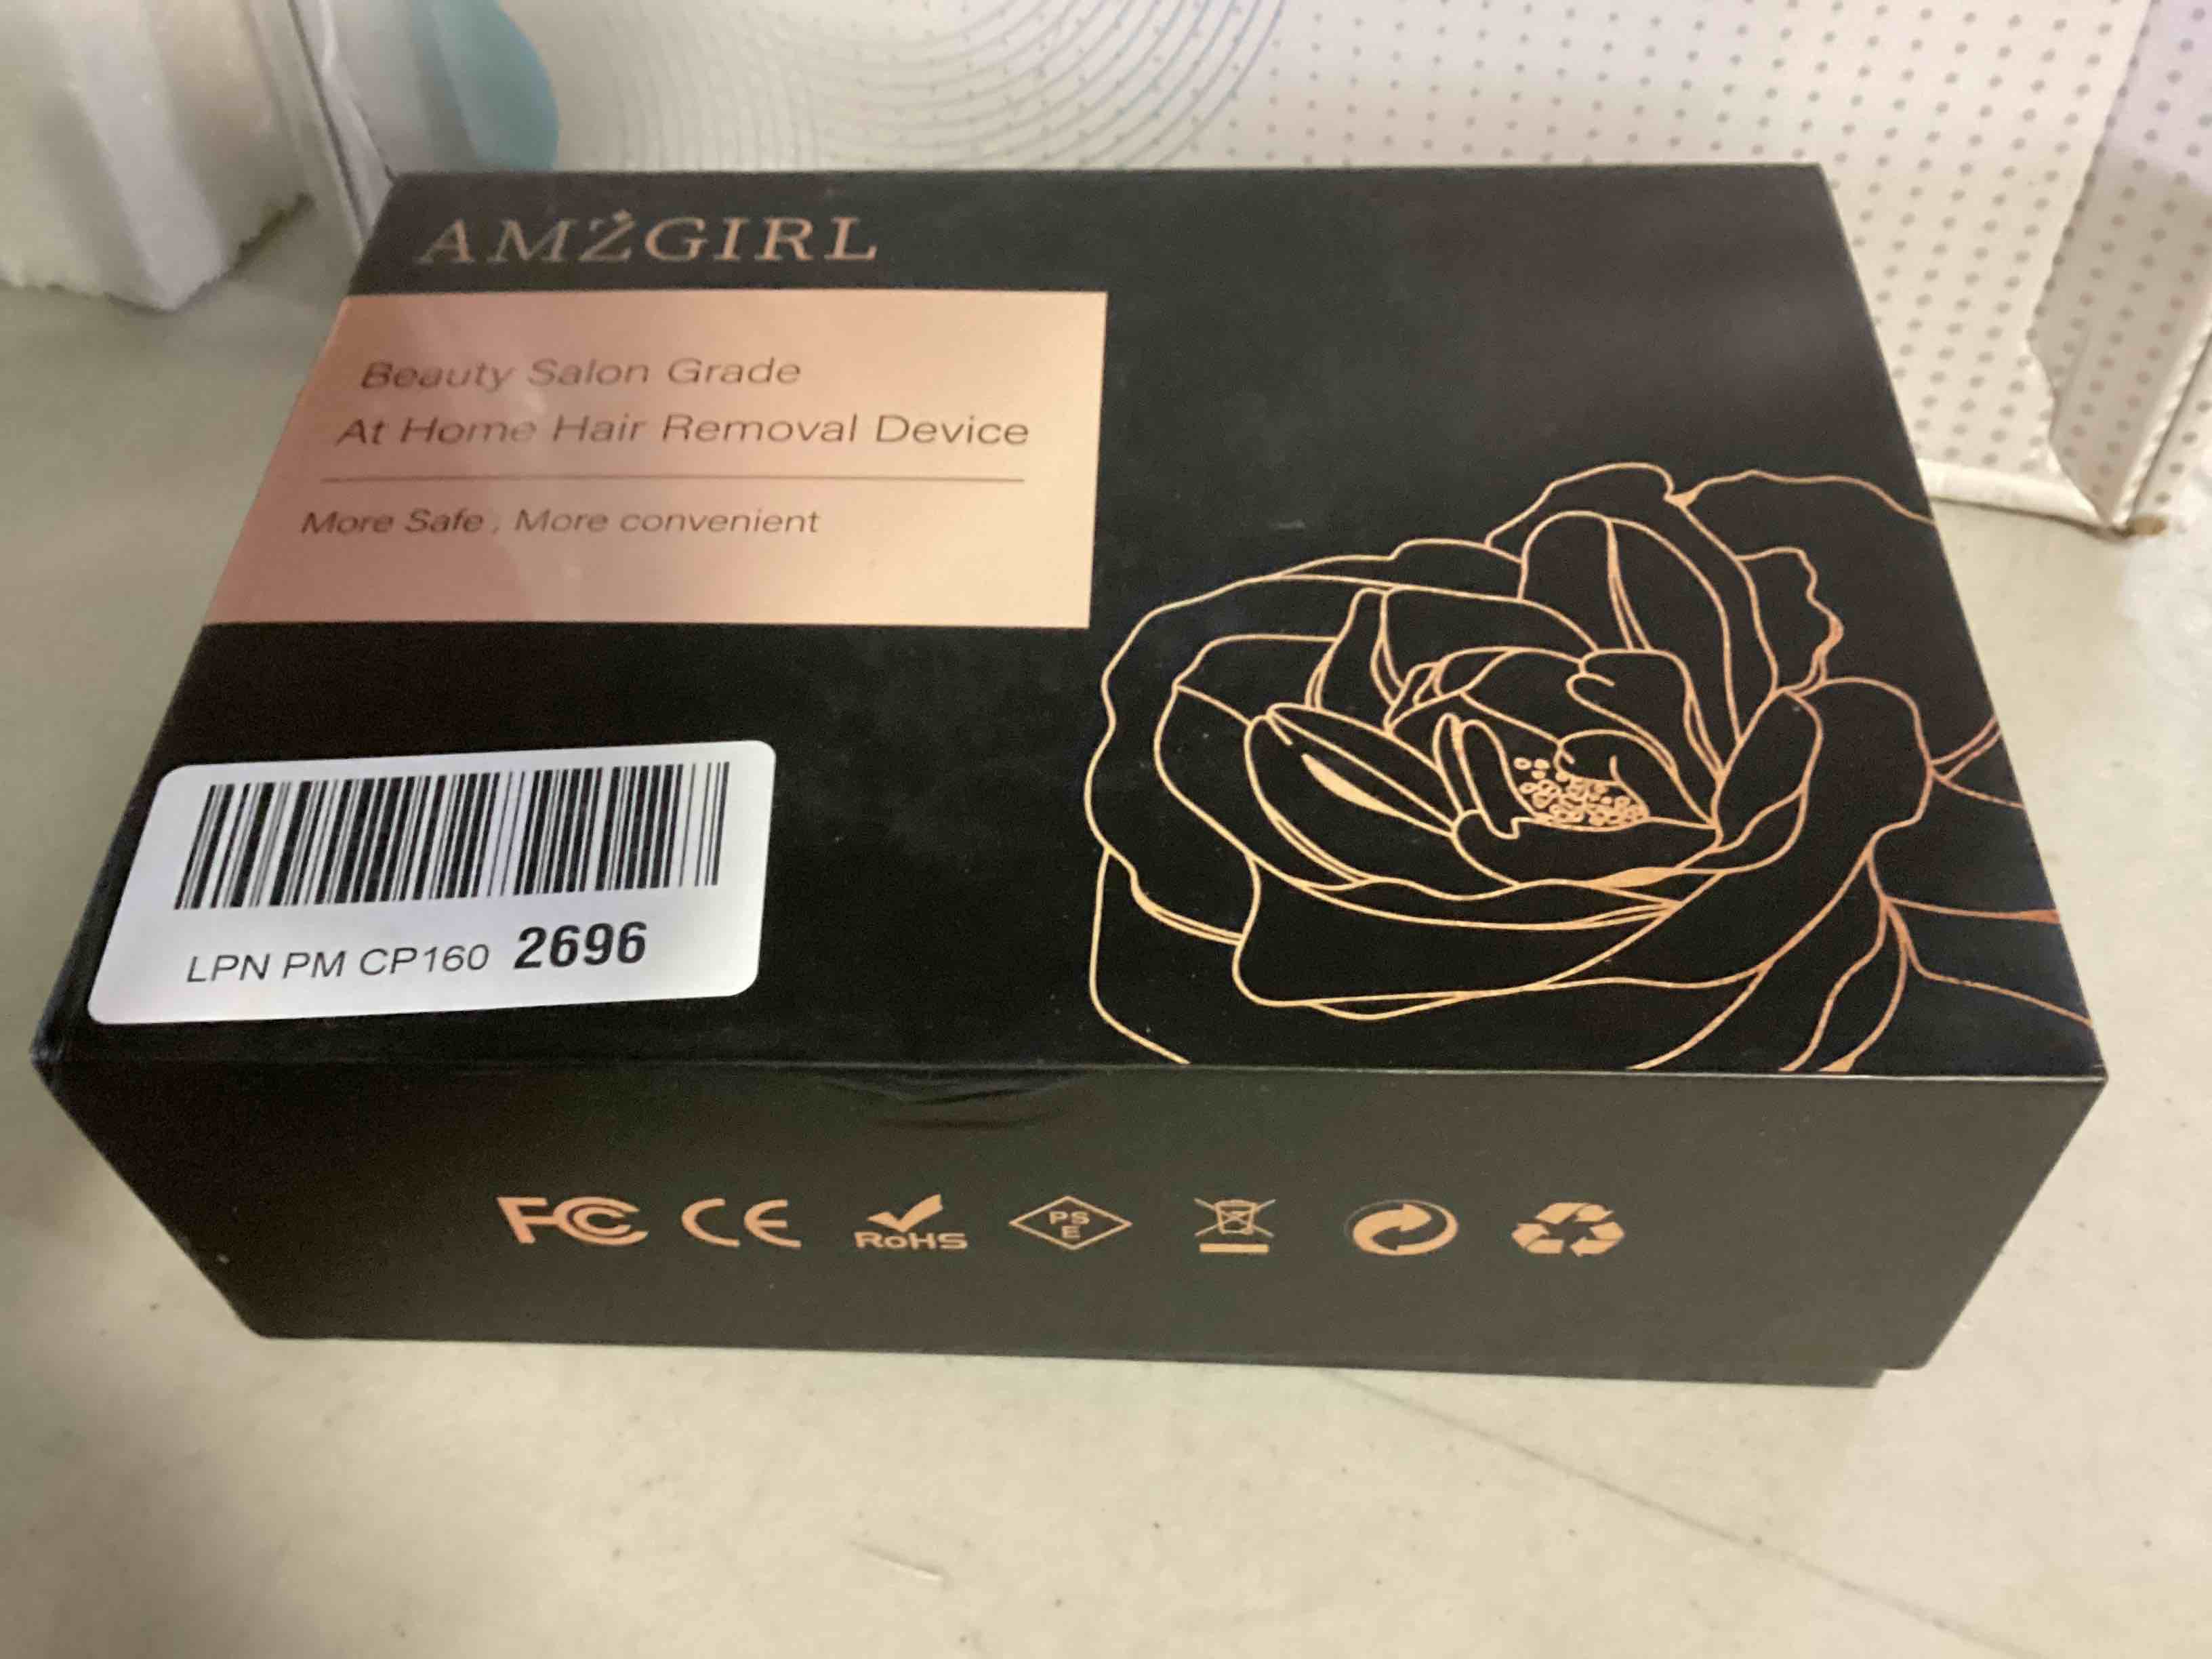 AMZGIRL
Beauty Salon Grade
At Home Hair Removal Device
More Safe, More convenient
LPN PM CP160 2696
FC CE RoHS PSE